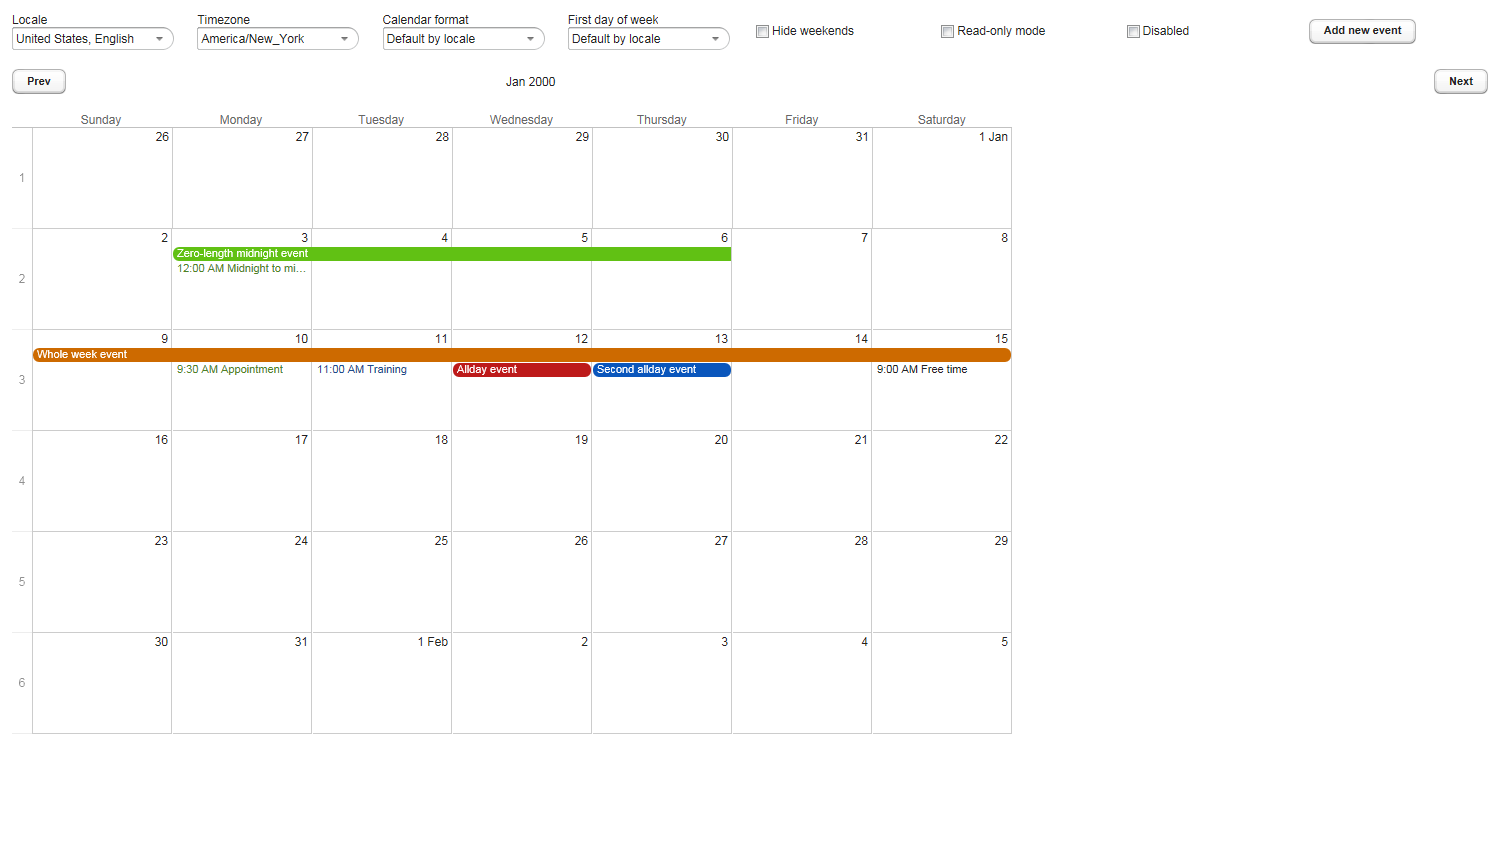 Locale Timezone Calendar format First day of week
United States, English America/New_York Default by locale Default by locale Hide weekends Read-only mode Disabled Add new event
Prev Jan 2000 Next
Sunday Monday Tuesday Wednesday Thursday Friday Saturday
26 27 28 29 30 31 1 Jan
1
2 3 4 5 6 7 8
Zero-length midnight event
12:00 AM Midnight to mi...
2
9 10 11 12 13 14 15
Whole week event
9:30 AM Appointment 11:00 AM Training Allday event Second allday event 9:00 AM Free time
3
16 17 18 19 20 21 22
4
23 24 25 26 27 28 29
5
30 31 1 Feb 2 3 4 5
6